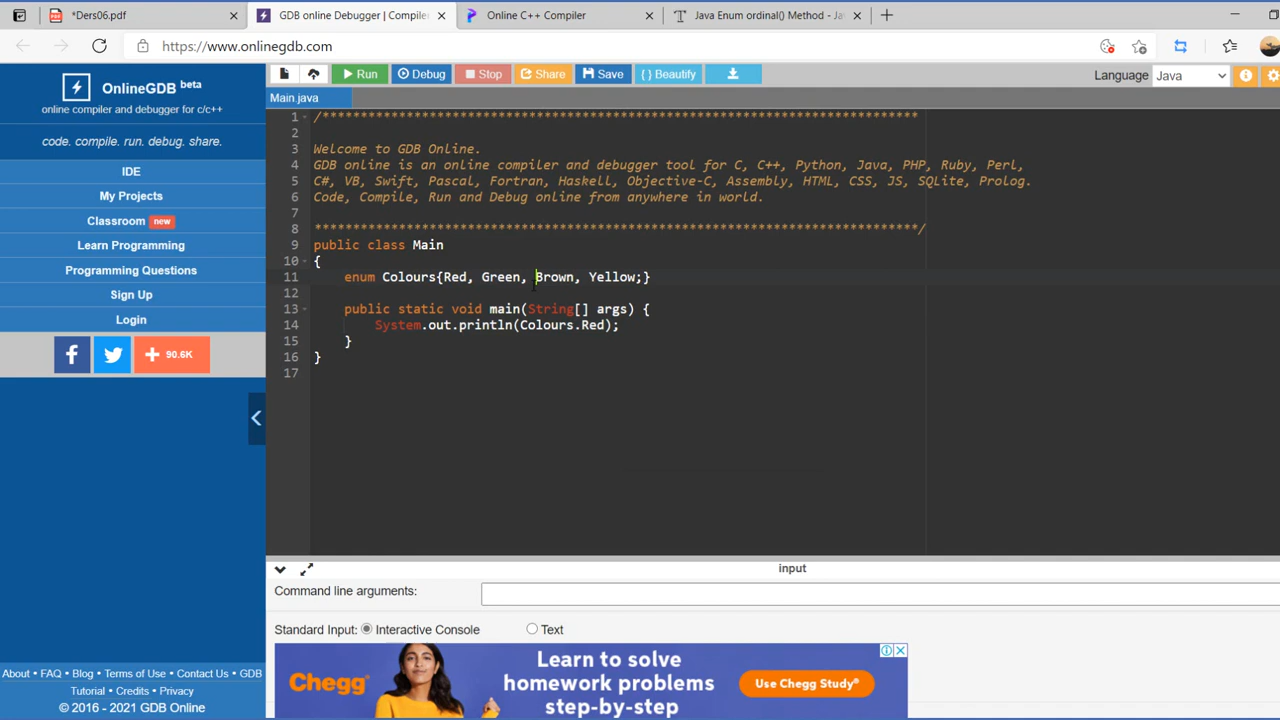 *Ders06.pdf
GDB online Debugger | Compiler
Online C++ Compiler
Java Enum ordinal() Method - Ja
https://www.onlinegdb.com
Run
Debug
Stop
Share
Save
{ } Beautify
Language
Java
OnlineGDB beta
online compiler and debugger for c/c++
code. compile. run. debug. share.
IDE
My Projects
Classroom new
Learn Programming
Programming Questions
Sign Up
Login
f
+ 90.6K
About • FAQ • Blog • Terms of Use • Contact Us • GDB
Tutorial • Credits • Privacy
© 2016 - 2021 GDB Online
Main.java
1 /******************************************************************************
2
3 Welcome to GDB Online.
4 GDB online is an online compiler and debugger tool for C, C++, Python, Java, PHP, Ruby, Perl,
5 C#, VB, Swift, Pascal, Fortran, Haskell, Objective-C, Assembly, HTML, CSS, JS, SQLite, Prolog.
6 Code, Compile, Run and Debug online from anywhere in world.
7
8 *******************************************************************************/
9 public class Main
10 {
11 enum Colours{Red, Green, Brown, Yellow;}
12
13 public static void main(String[] args) {
14 System.out.println(Colours.Red);
15 }
16 }
17
input
Command line arguments:
Standard Input: Interactive Console Text
Chegg
Learn to solve
homework problems
step-by-step
Use Chegg Study®